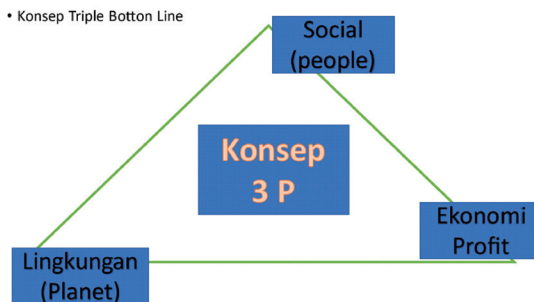 • Konsep Triple Botton Line
Social
(people)
Konsep
3 P
Ekonomi
Profit
Lingkungan
(Planet)